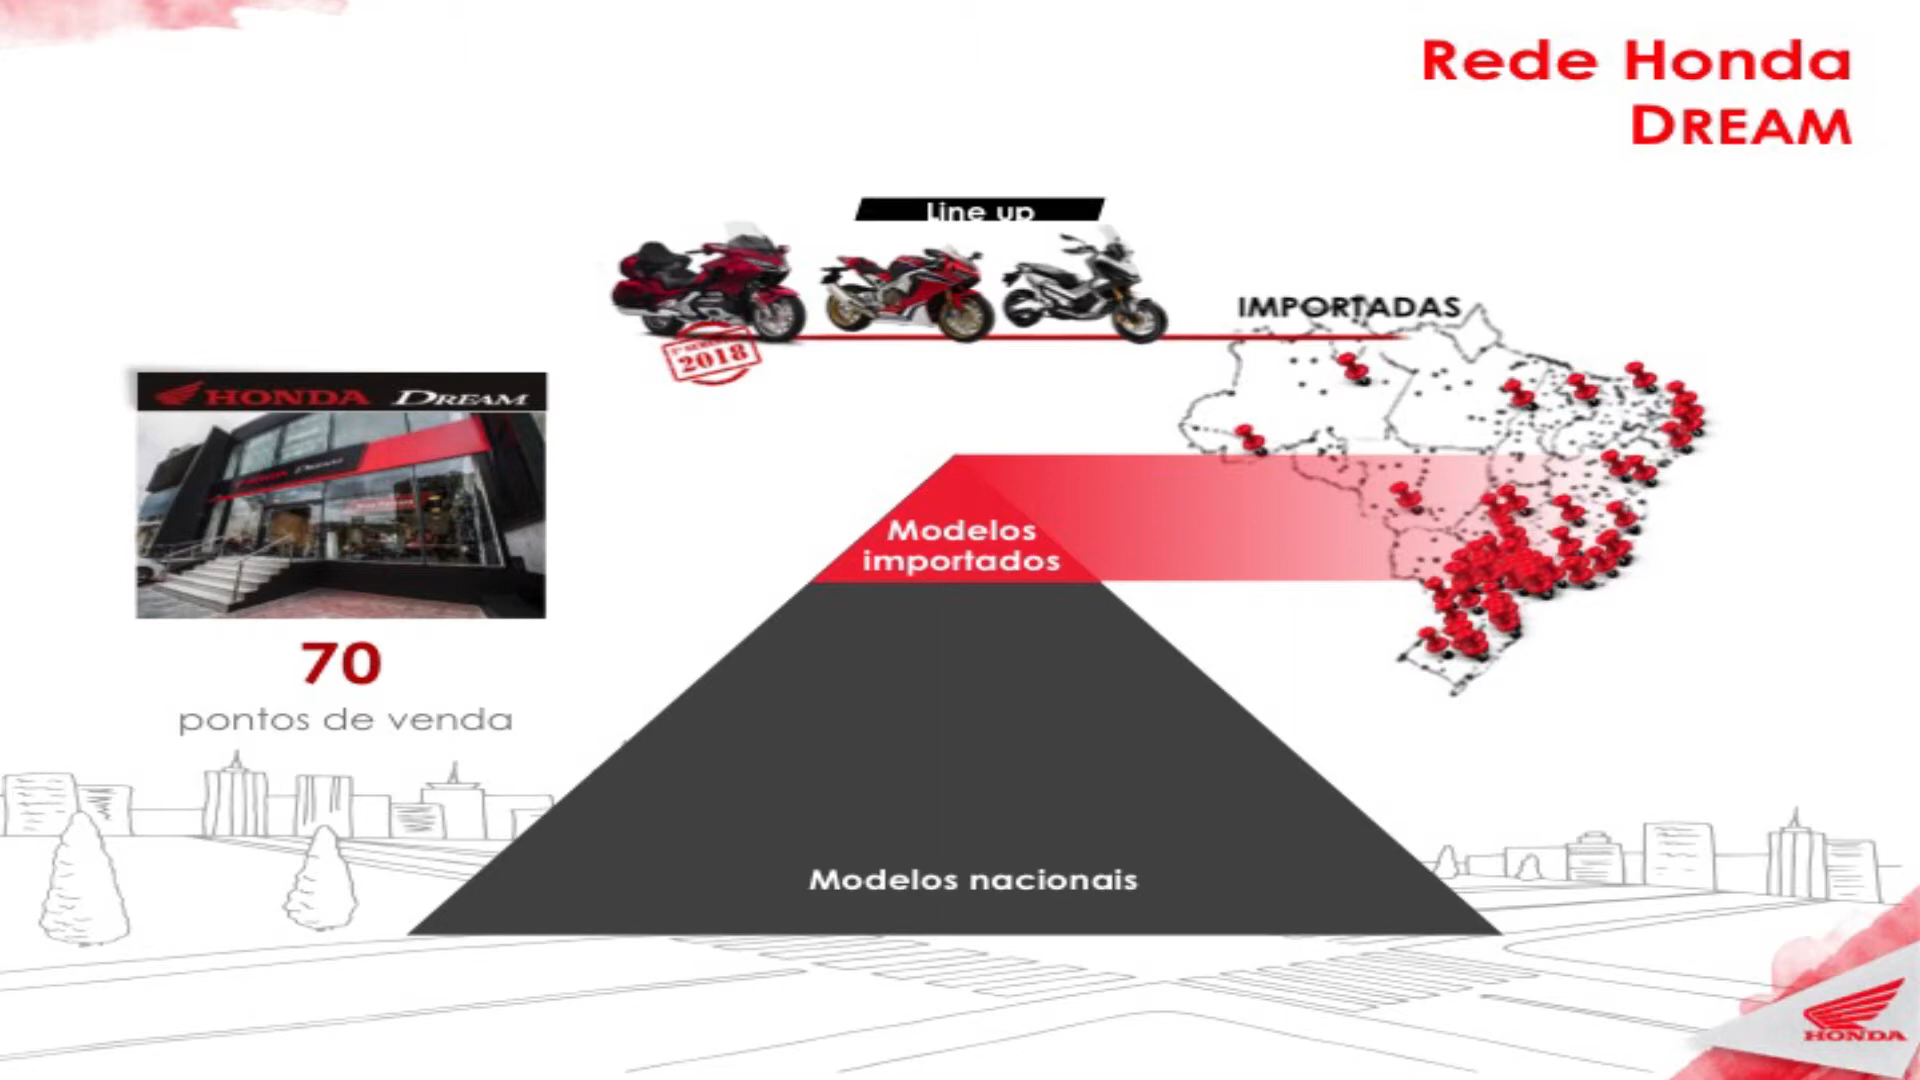 Rede Honda
DREAM
Line up
IMPORTADAS
2018
HONDA DREAM
Modelos
importados
70
pontos de venda
Modelos nacionais
HONDA